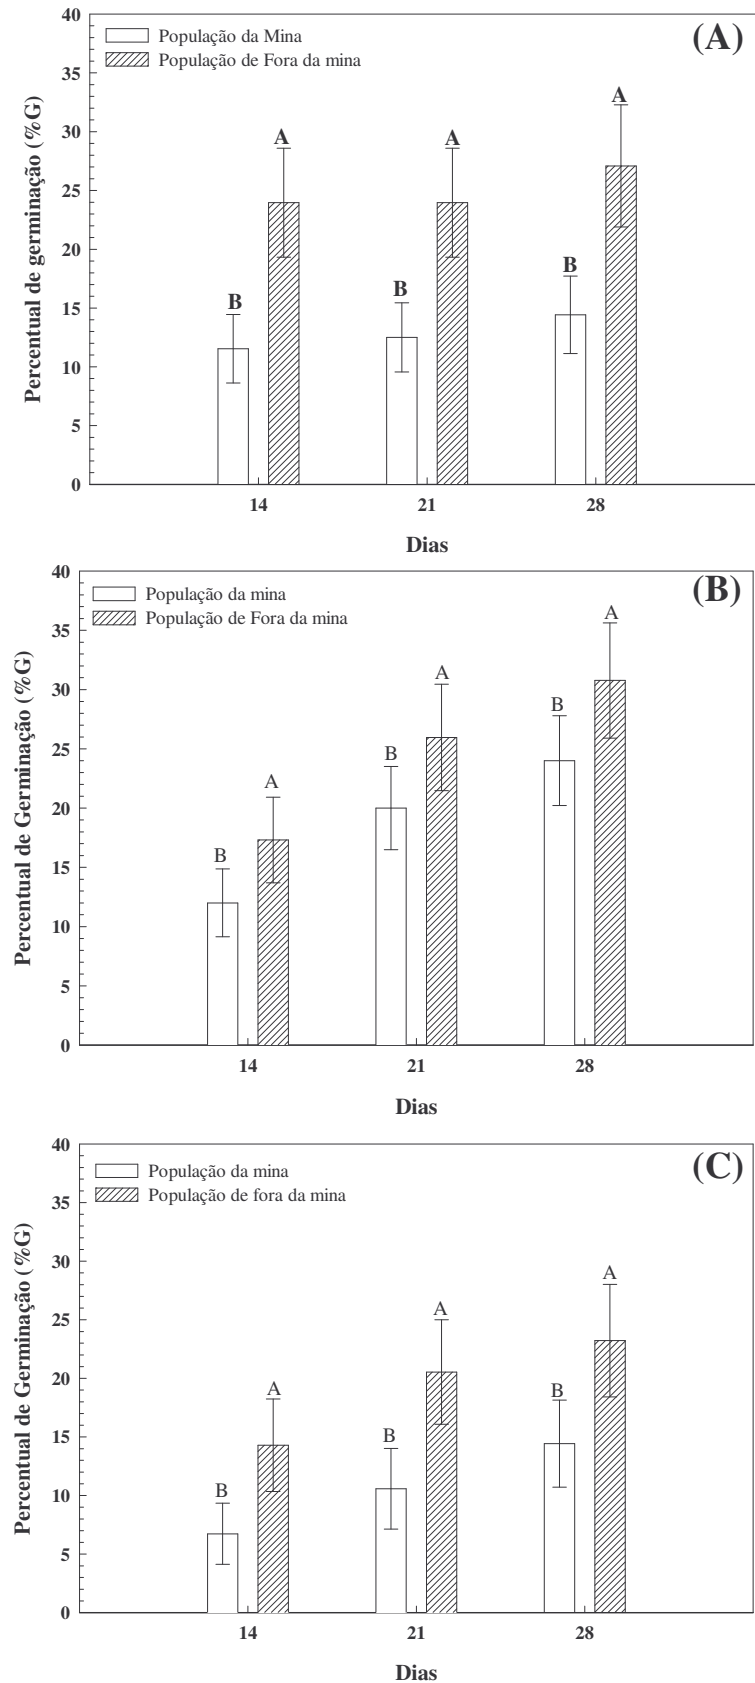 (A)
População da Mina
População de Fora da mina
Percentual de germinação (%G)
40
35
30
25
20
15
10
5
0
B
A
B
A
B
A
14
21
28
Dias
(B)
População da mina
População de Fora da mina
Percentual de Germinação (%G)
40
35
30
25
20
15
10
5
0
B
A
B
A
B
A
14
21
28
Dias
(C)
População da mina
População de fora da mina
Percentual de Germinação (%G)
40
35
30
25
20
15
10
5
0
B
A
B
A
B
A
14
21
28
Dias